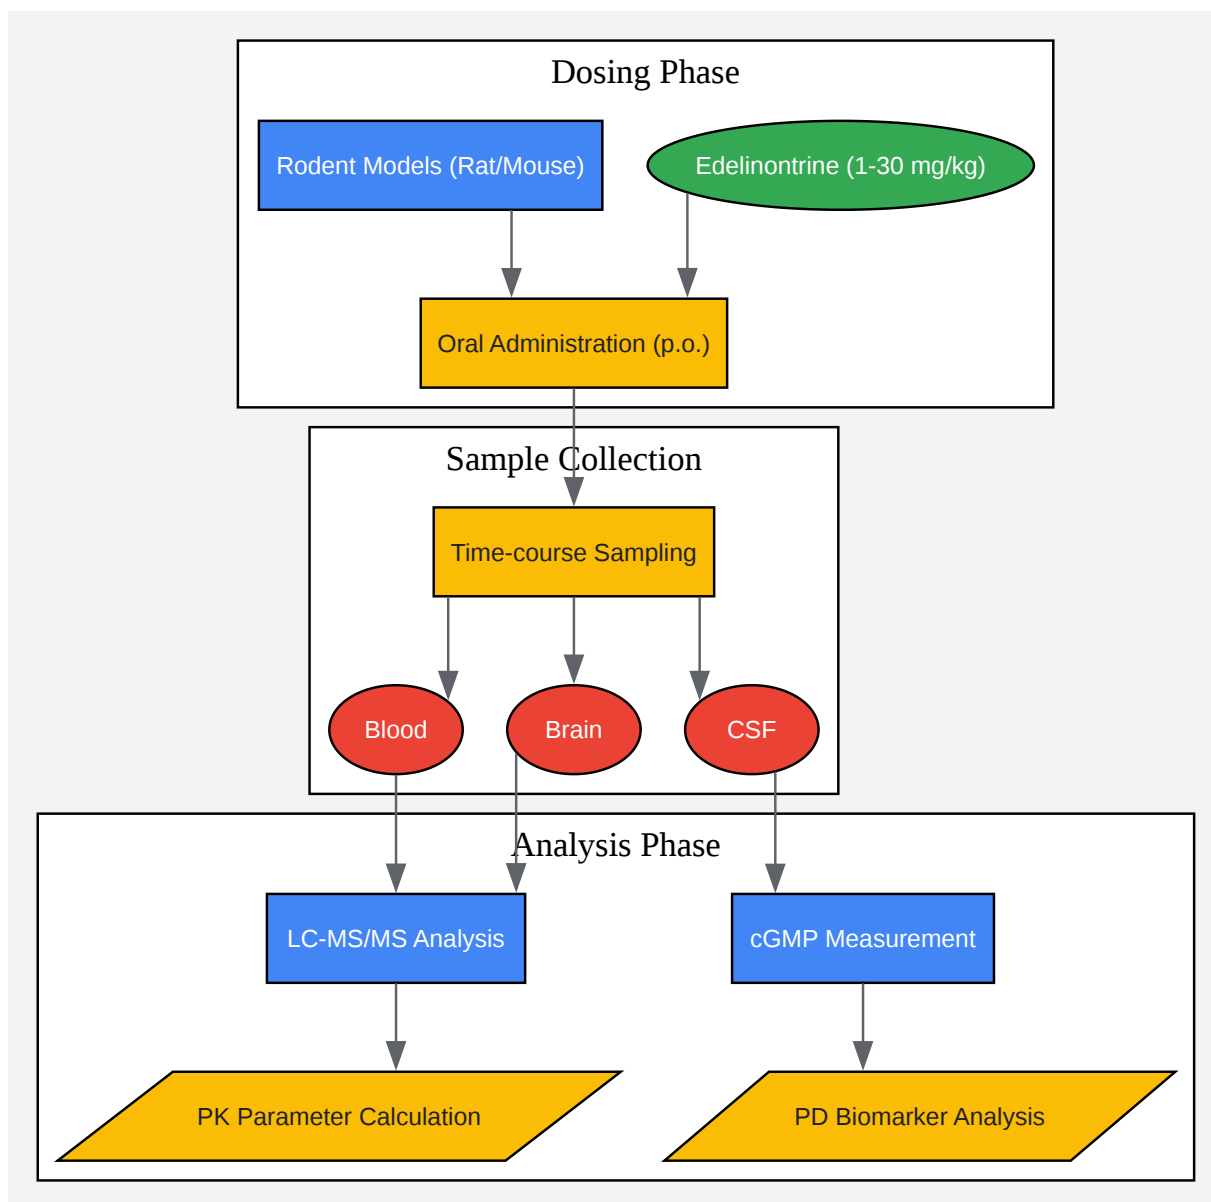 Dosing Phase
Rodent Models (Rat/Mouse)
Edelinontrine (1-30 mg/kg)
Oral Administration (p.o.)
Sample Collection
Time-course Sampling
Blood
Brain
CSF
Analysis Phase
LC-MS/MS Analysis
cGMP Measurement
PK Parameter Calculation
PD Biomarker Analysis